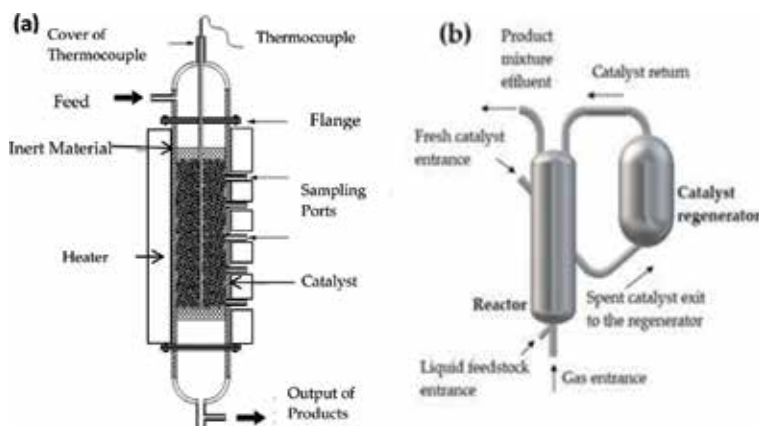 (a)
Cover of
Thermocouple
Thermocouple
Feed
Flange
Inert Material
Sampling
Ports
Heater
Catalyst
Output of
Products
(b)
Product
mixture
effluent
Catalyst return
Fresh catalyst
entrance
Catalyst
regenerator
Reactor
Spent catalyst exit
to the regenerator
Liquid feedstock
entrance
Gas entrance